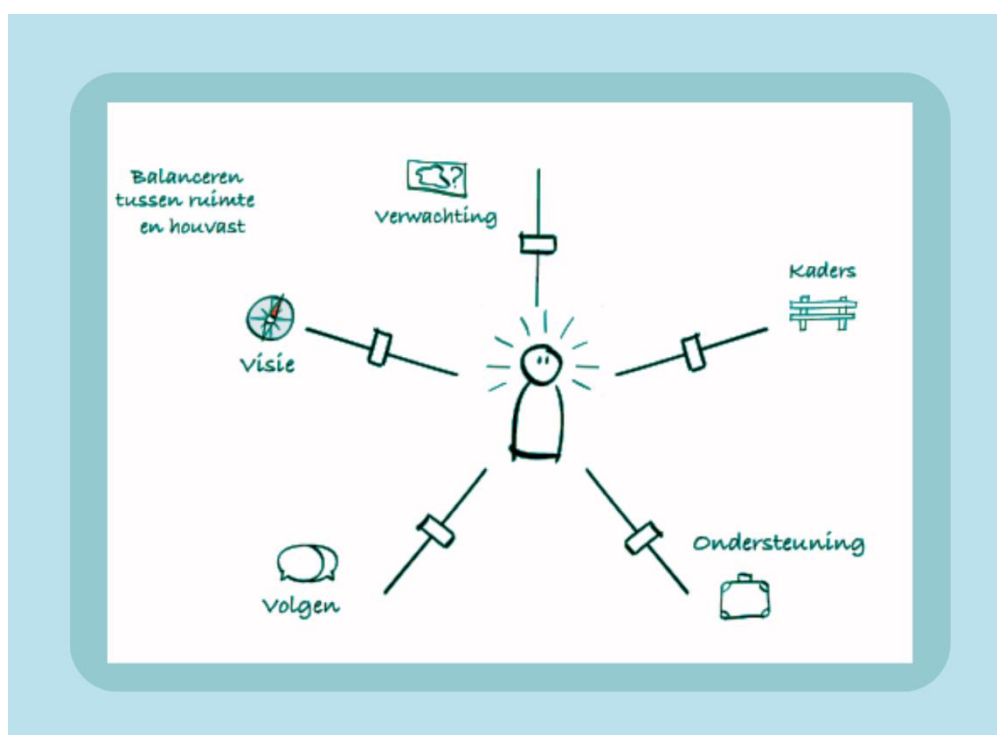 Balanceren
tussen ruimte
en houvast
?
Verwachting
Kaders
Visie
Ondersteuning
Volgen